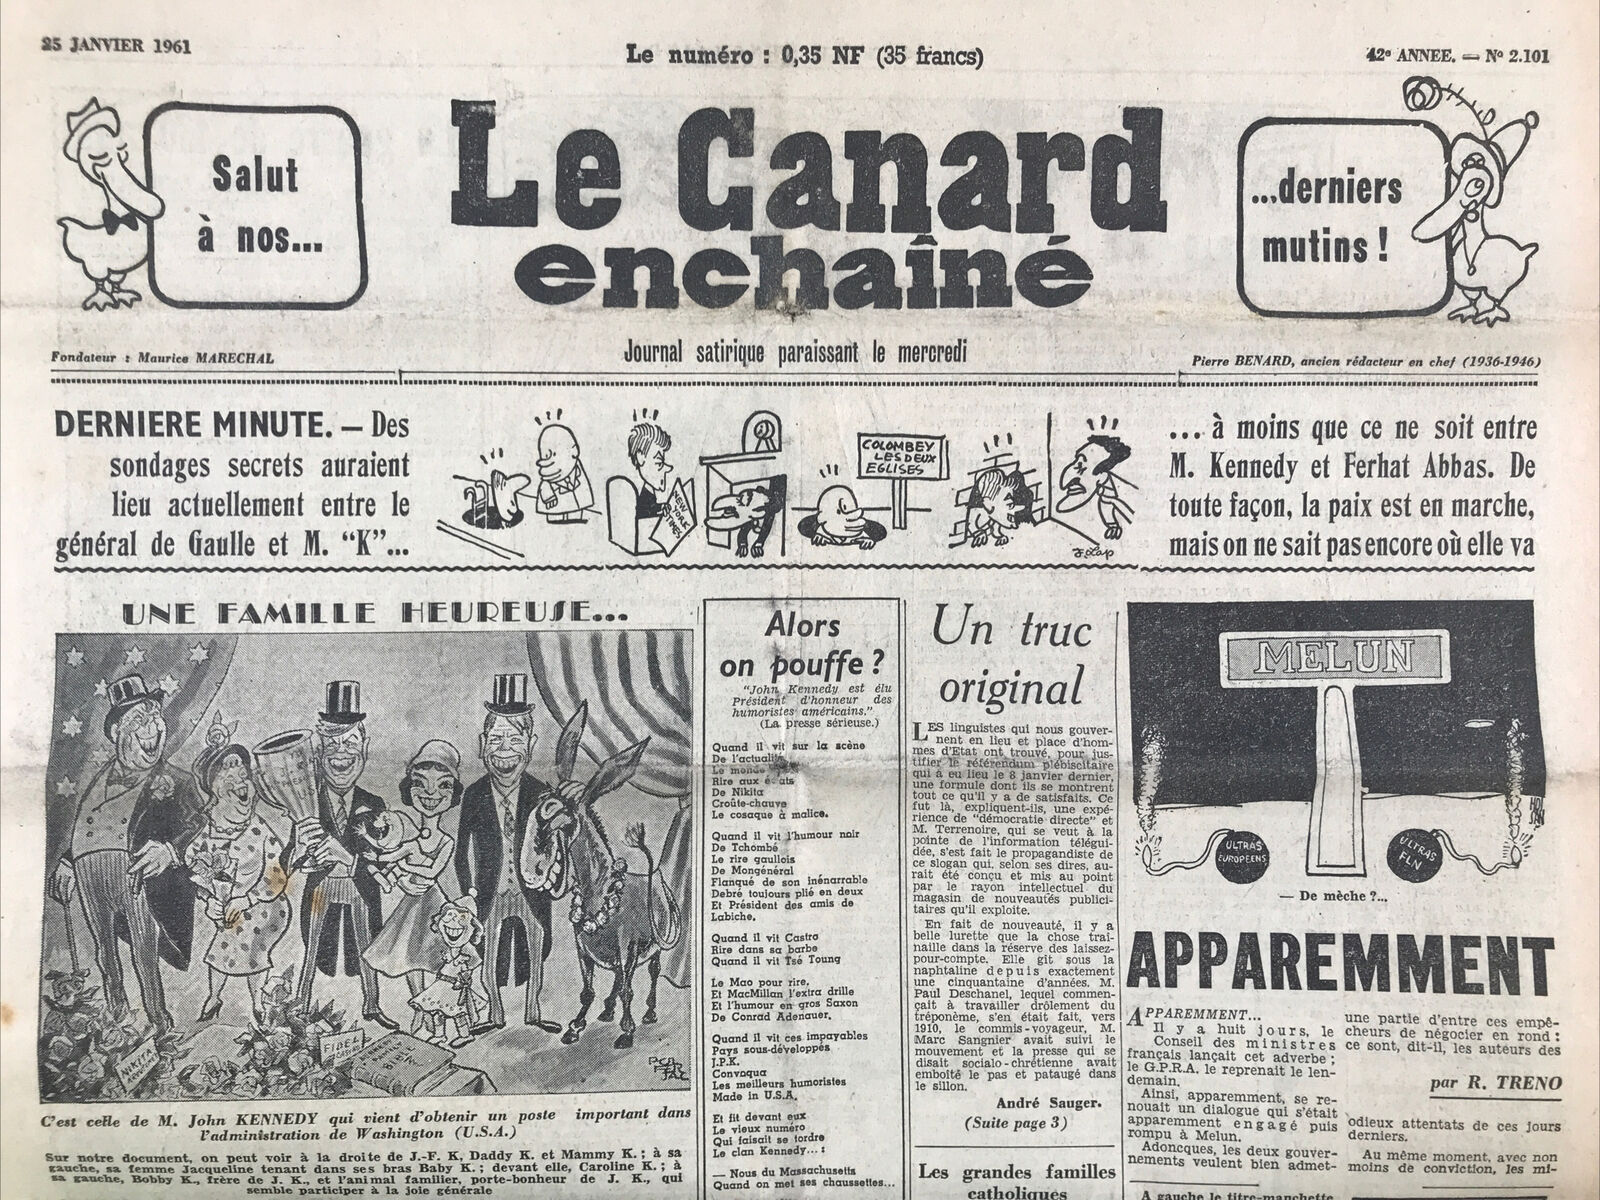 25 JANVIER 1961
Le numéro : 0,35 NF (35 francs)
42e ANNEE. — No 2.101
Salut
à nos...
Le Canard
enchaîné
...derniers
mutins !
Fondateur : Maurice MARECHAL
Journal satirique paraissant le mercredi
Pierre BENARD, ancien rédacteur en chef (1936-1946)
DERNIERE MINUTE. — Des
sondages secrets auraient
lieu actuellement entre le
général de Gaulle et M. “K”...
NEW
YORK
TIMES
COLOMBEY
LES DEUX
EGLISES
J. Lap
... à moins que ce ne soit entre
M. Kennedy et Ferhat Abbas. De
toute façon, la paix est en marche,
mais on ne sait pas encore où elle va
UNE FAMILLE HEUREUSE...
NIKITA
FIDEL
C'est celle de M. John KENNEDY qui vient d'obtenir un poste important dans
l'administration de Washington (U.S.A.)
Sur notre document, on peut voir à la droite de J.-F. K, Daddy K. et Mammy K. ; à sa
gauche, sa femme Jacqueline tenant dans ses bras Baby K. ; devant elle, Caroline K. ; à
sa gauche, Bobby K., frère de J. K., et l'animal familier, porte-bonheur de J. K., qui
semble participer à la joie générale
Alors
on pouffe ?
“John Kennedy est élu
Président d'honneur des
humoristes américains.”
(La presse sérieuse.)
Quand il vit sur la scène
De l'actualité
Le monde
Rire aux éclats
De Nikita
Croûte-chauve
Le cosaque à malice.
Quand il vit l'humour noir
De Tchombé
Le rire gaullois
De Mongénéral
Flanqué de son inénarrable
Debré toujours plié en deux
Et Président des amis de
Labiche,
Quand il vit Castro
Rire dans sa barbe
Quand il vit Tsé Toung
Le Mao pour rire,
Et MacMillan l'extra drille
Et l'humour en gros Saxon
De Conrad Adenauer,
Quand il vit ces impayables
Pays sous-développés
J.P.K.
Convoqua
Les meilleurs humoristes
Made in U.S.A.
Et fit devant eux
Le vieux numéro
Qui faisait se tordre
Le clan Kennedy... :
— Nous du Massachusetts
Quand on met ses chaussettes...
Un truc
original
LES linguistes qui nous gouver-
nent en lieu et place d'hom-
mes d'Etat ont trouvé, pour jus-
tifier le référendum plébiscitaire
qui a eu lieu le 8 janvier dernier,
une formule dont ils se montrent
tout ce qu'il y a de satisfaits. Ce
fut là, expliquent-ils, une expé-
rience de “démocratie directe” et
M. Terrenoire, qui se veut à la
pointe de l'information téléguI-
dée, s'est fait le propagandiste de
ce slogan qui, selon ses dires, au-
rait été conçu et mis au point
par le rayon intellectuel du
magasin de nouveautés publici-
taires qu'il exploite.
En fait de nouveauté, il y a
belle lurette que la chose traî-
naille dans la réserve des laissez-
pour-compte. Elle gît sous la
naphtaline depuis exactement
une cinquantaine d'années. M.
Paul Deschanel, lequel commen-
çait à travailler drôlement du
tréponème, s'en était fait, vers
1910, le commis-voyageur, M.
Marc Sangnier avait suivi le
mouvement et la presse qui se
disait socialo-chrétienne avait
emboîté le pas et pataugé dans
le sillon.
André Sauger.
(Suite page 3)
Les grandes familles
catholiques
MELUN
ULTRAS
EUROPEENS
ULTRAS
FLN
— De mèche ?...
APPAREMMENT
APPAREMMENT...
Il y a huit jours, le
Conseil des ministres
français lançait cet adverbe ;
le G.P.R.A. le reprenait le len-
demain.
Ainsi, apparemment, se re-
nouait un dialogue qui s'était
apparemment engagé puis
rompu à Melun.
Adoncques, les deux gouver-
nements veulent bien admet-
A gauche le titre-manchette
une partie d'entre ces empê-
cheurs de négocier en rond :
ce sont, dit-il, les auteurs des
par R. TRENO
odieux attentats de ces jours
derniers.
Au même moment, avec non
moins de conviction, les mi-